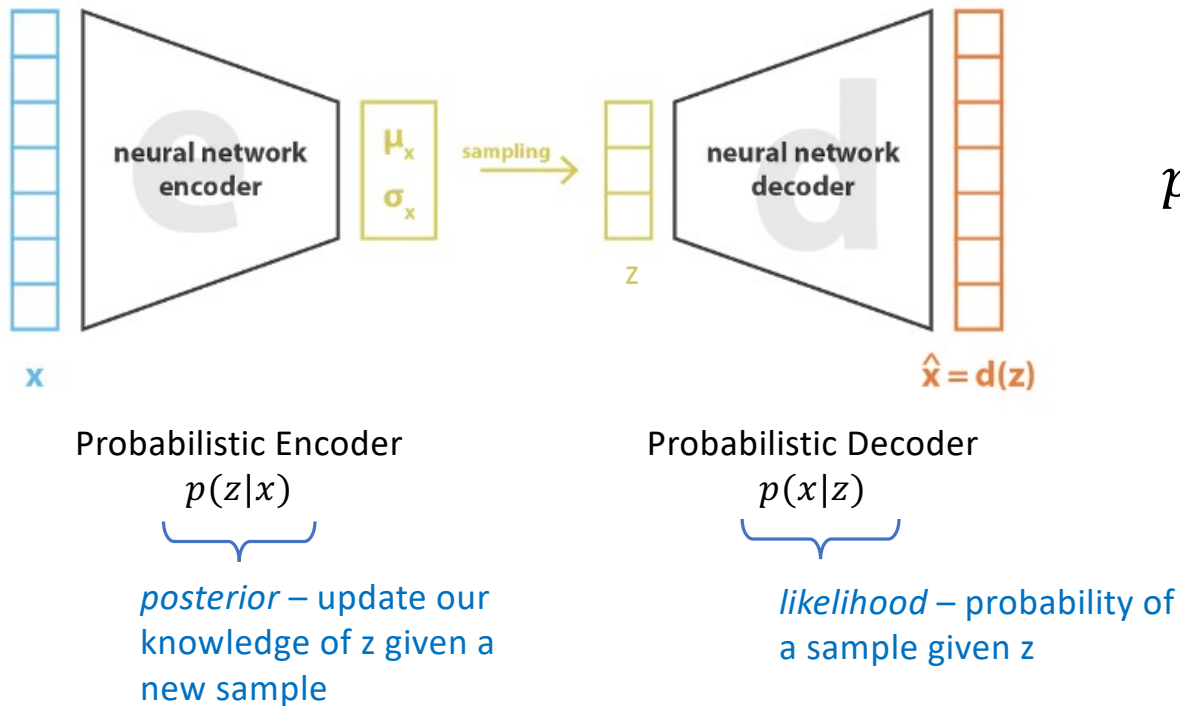 e
neural network
encoder
μx
σx
sampling
z
d
neural network
decoder
p
x
x̂ = d(z)
Probabilistic Encoder
p(z|x)
posterior – update our
knowledge of z given a
new sample
Probabilistic Decoder
p(x|z)
likelihood – probability of
a sample given z